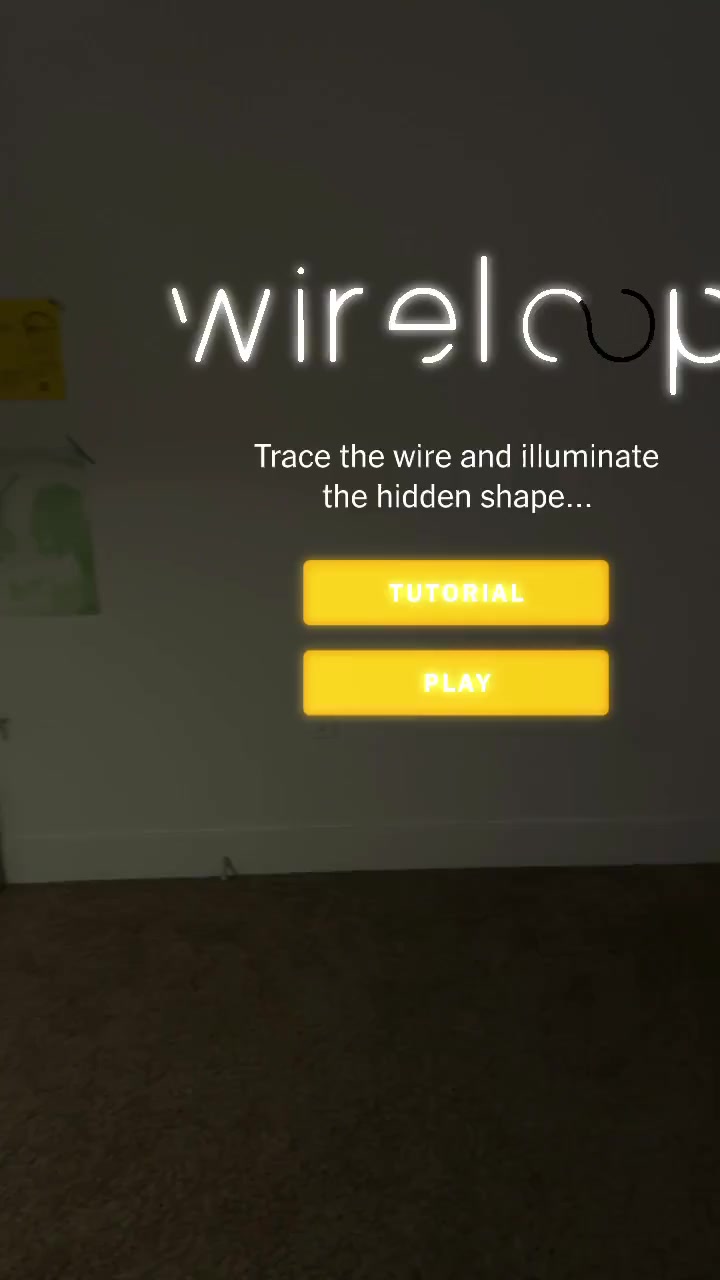 wireloop
Trace the wire and illuminate
the hidden shape...
TUTORIAL
PLAY